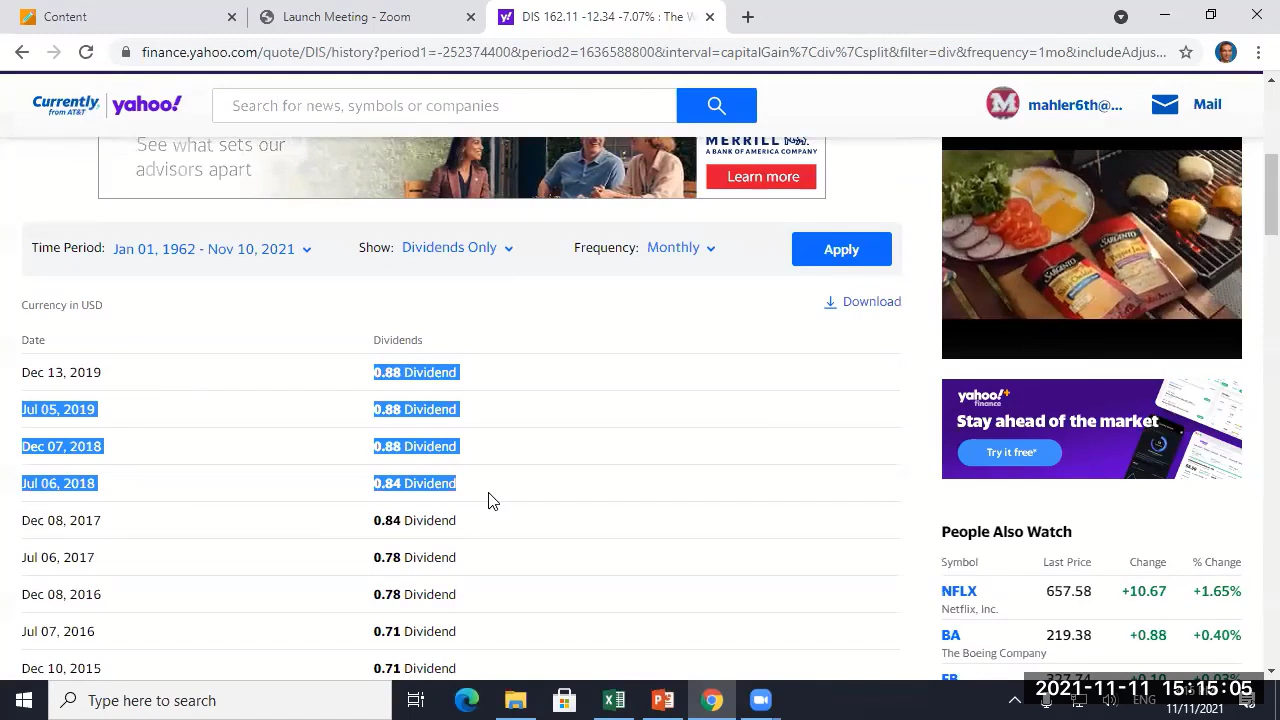 Content
Launch Meeting - Zoom
DIS 162.11 -12.34 -7.07% : The W
finance.yahoo.com/quote/DIS/history?period1=-252374400&period2=1636588800&interval=capitalGain%7Cdiv%7Csplit&filter=div&frequency=1mo&includeAdjus...
Currently,
from AT&T
yahoo!
Search for news, symbols or companies
M
mahler6th@...
Mail
See what sets our
advisors apart
MERRILL
A BANK OF AMERICA COMPANY
Learn more
SARGENTO
SARGENTO
Time Period: Jan 01, 1962 - Nov 10, 2021
Show: Dividends Only
Frequency: Monthly
Apply
Currency in USD
Download
Date Dividends
Dec 13, 2019 0.88 Dividend
Jul 05, 2019 0.88 Dividend
Dec 07, 2018 0.88 Dividend
Jul 06, 2018 0.84 Dividend
Dec 08, 2017 0.84 Dividend
Jul 06, 2017 0.78 Dividend
Dec 08, 2016 0.78 Dividend
Jul 07, 2016 0.71 Dividend
Dec 10, 2015 0.71 Dividend
yahoo!+
finance
Stay ahead of the market
Try it free*
People Also Watch
Symbol Last Price Change % Change
NFLX 657.58 +10.67 +1.65%
Netflix, Inc.
BA 219.38 +0.88 +0.40%
The Boeing Company
Type here to search
2021-11-11 15:15:05
ENG
11/11/2021